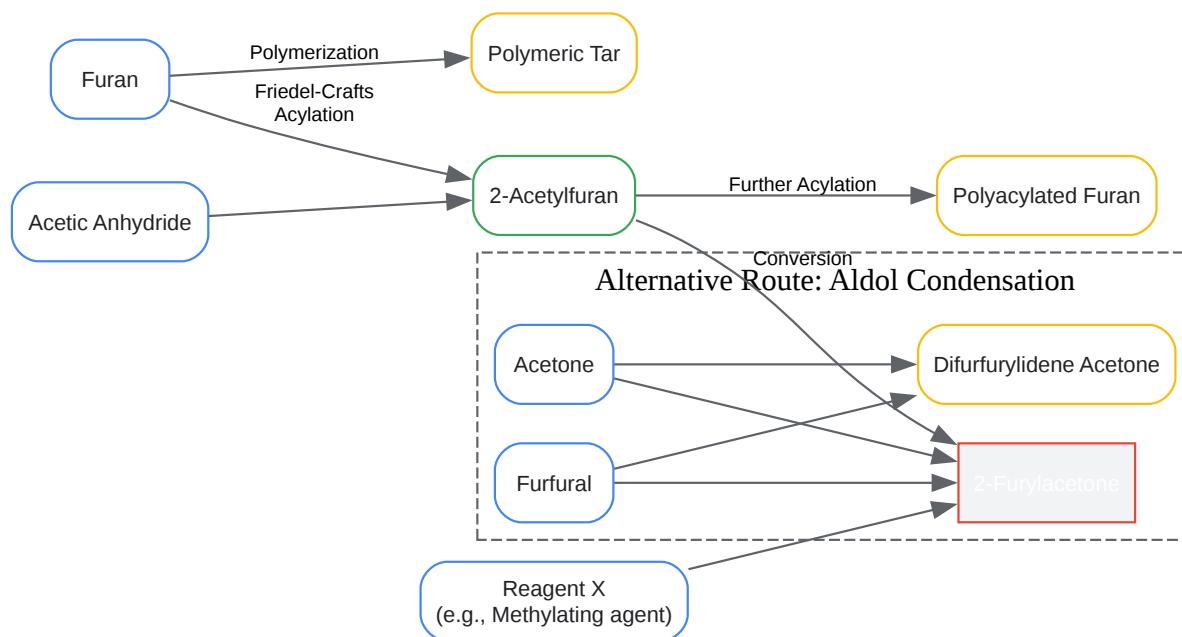 Polymerization
Polymeric Tar
Furan
Friedel-Crafts
Acylation
2-Acetylfuran
Further Acylation
Polyacylated Furan
Acetic Anhydride
Conversion
Alternative Route: Aldol Condensation
Acetone
Difurfurylidene Acetone
Furfural
2-Furylacetone
Reagent X
(e.g., Methylating agent)